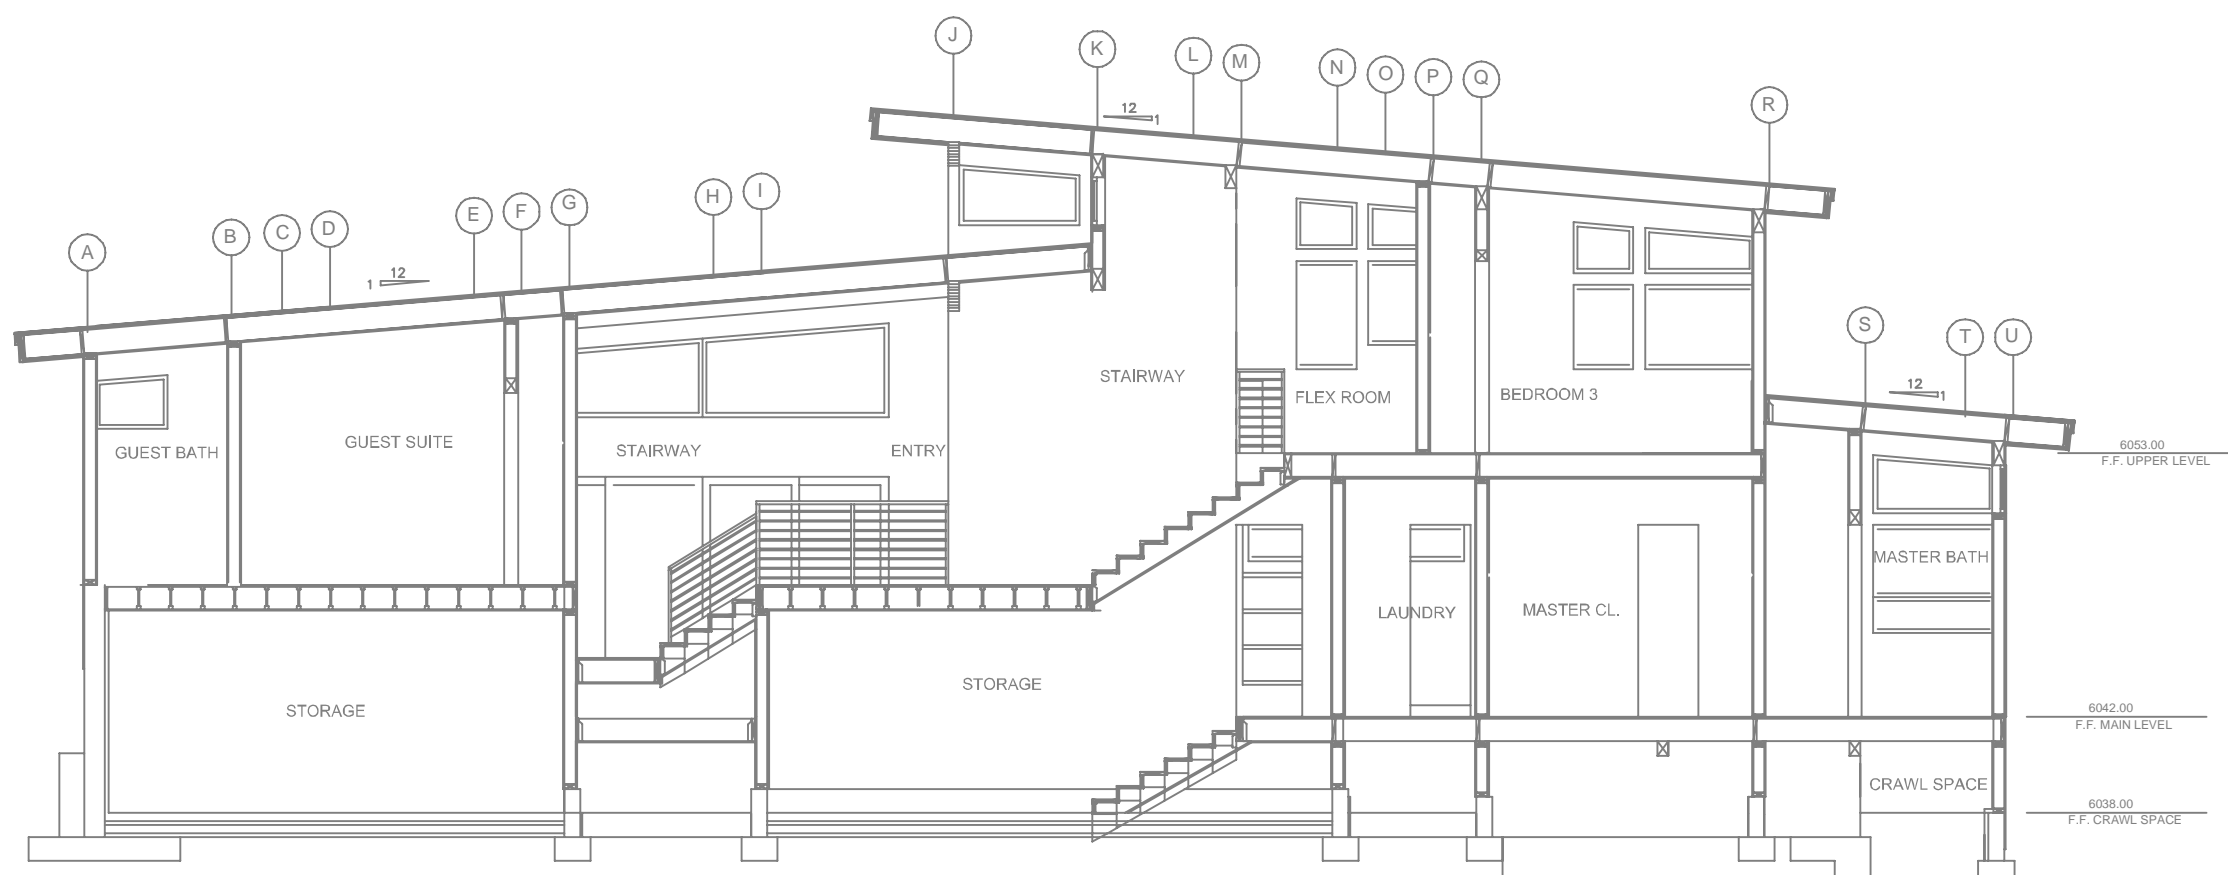 J
K
L
M
N
O
P
Q
R
12
1
A
B
C
D
E
F
G
H
I
12
1
S
T
U
12
1
STAIRWAY
FLEX ROOM
BEDROOM 3
GUEST BATH
GUEST SUITE
STAIRWAY
ENTRY
6053.00
F.F. UPPER LEVEL
MASTER BATH
LAUNDRY
MASTER CL.
STORAGE
STORAGE
6042.00
F.F. MAIN LEVEL
CRAWL SPACE
6038.00
F.F. CRAWL SPACE